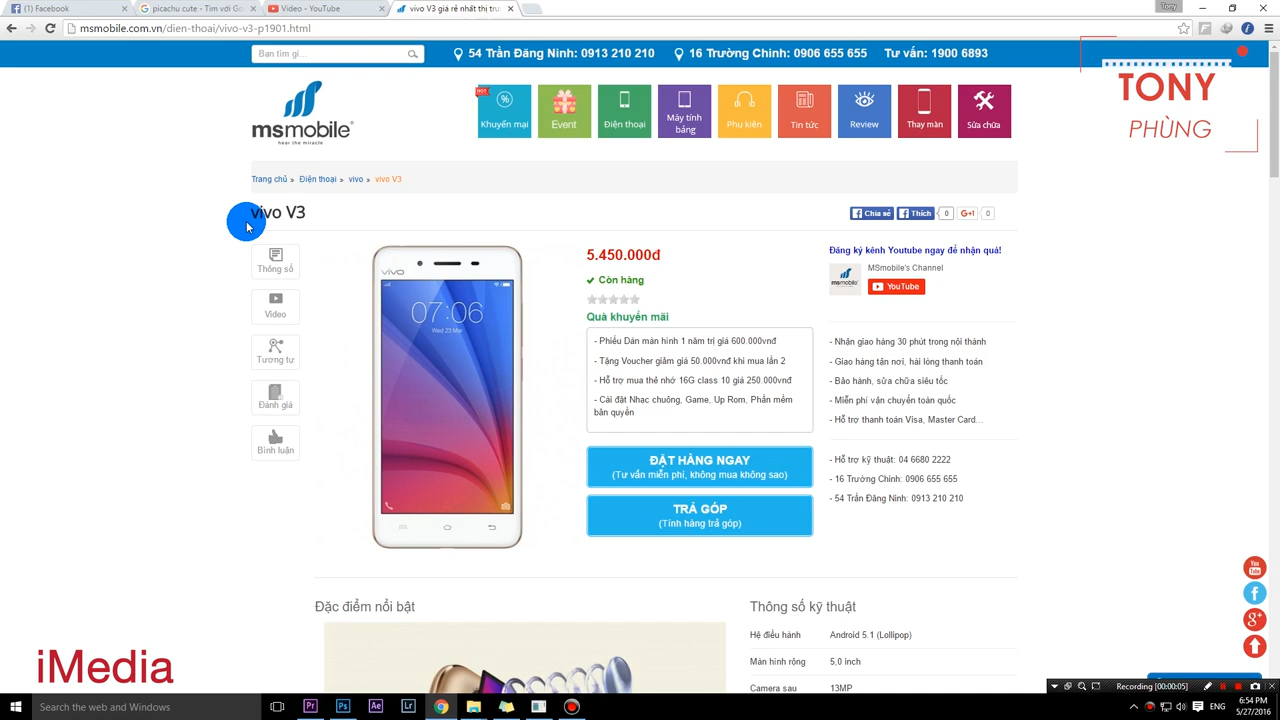 (1) Facebook
picachu cute - Tìm với Go
Video - YouTube
vivo V3 giá rẻ nhất thị trư
Tony
msmobile.com.vn/dien-thoai/vivo-v3-p1901.html
Bạn tìm gì...
54 Trần Đăng Ninh: 0913 210 210
16 Trường Chinh: 0906 655 655
Tư vấn: 1900 6893
TONY
PHÙNG
msmobile
hear the miracle
HOT
Khuyến mại
Event
Điện thoại
Máy tính bảng
Phụ kiện
Tin tức
Review
Thay màn
Sửa chữa
Trang chủ » Điện thoại » vivo » vivo V3
vivo V3
Chia sẻ
Thích
0
G+1
0
Thông số
Video
Tương tự
Đánh giá
Bình luận
vivo
07:06
Wed 23 Mar
5.450.000đ
Còn hàng
Quà khuyến mãi
- Phiếu Dán màn hình 1 năm trị giá 600.000vnđ
- Tặng Voucher giảm giá 50.000vnđ khi mua lần 2
- Hỗ trợ mua thẻ nhớ 16G class 10 giá 250.000vnđ
- Cài đặt Nhạc chuông, Game, Up Rom, Phần mềm
bản quyền
ĐẶT HÀNG NGAY
(Tư vấn miễn phí, không mua không sao)
TRẢ GÓP
(Tính hàng trả góp)
Đăng ký kênh Youtube ngay để nhận quà!
MSmobile's Channel
msmobile
YouTube
- Nhận giao hàng 30 phút trong nội thành
- Giao hàng tận nơi, hài lòng thanh toán
- Bảo hành, sửa chữa siêu tốc
- Miễn phí vận chuyển toàn quốc
- Hỗ trợ thanh toán Visa, Master Card...
- Hỗ trợ kỹ thuật: 04 6680 2222
- 16 Trường Chinh: 0906 655 655
- 54 Trần Đăng Ninh: 0913 210 210
Đặc điểm nổi bật
Thông số kỹ thuật
Hệ điều hành Android 5.1 (Lollipop)
Màn hình rộng 5,0 inch
Camera sau 13MP
You Tube
iMedia
Recording [00:00:05]
Search the web and Windows
Pr
Ps
Ae
Lr
ENG
6:54 PM
5/27/2016